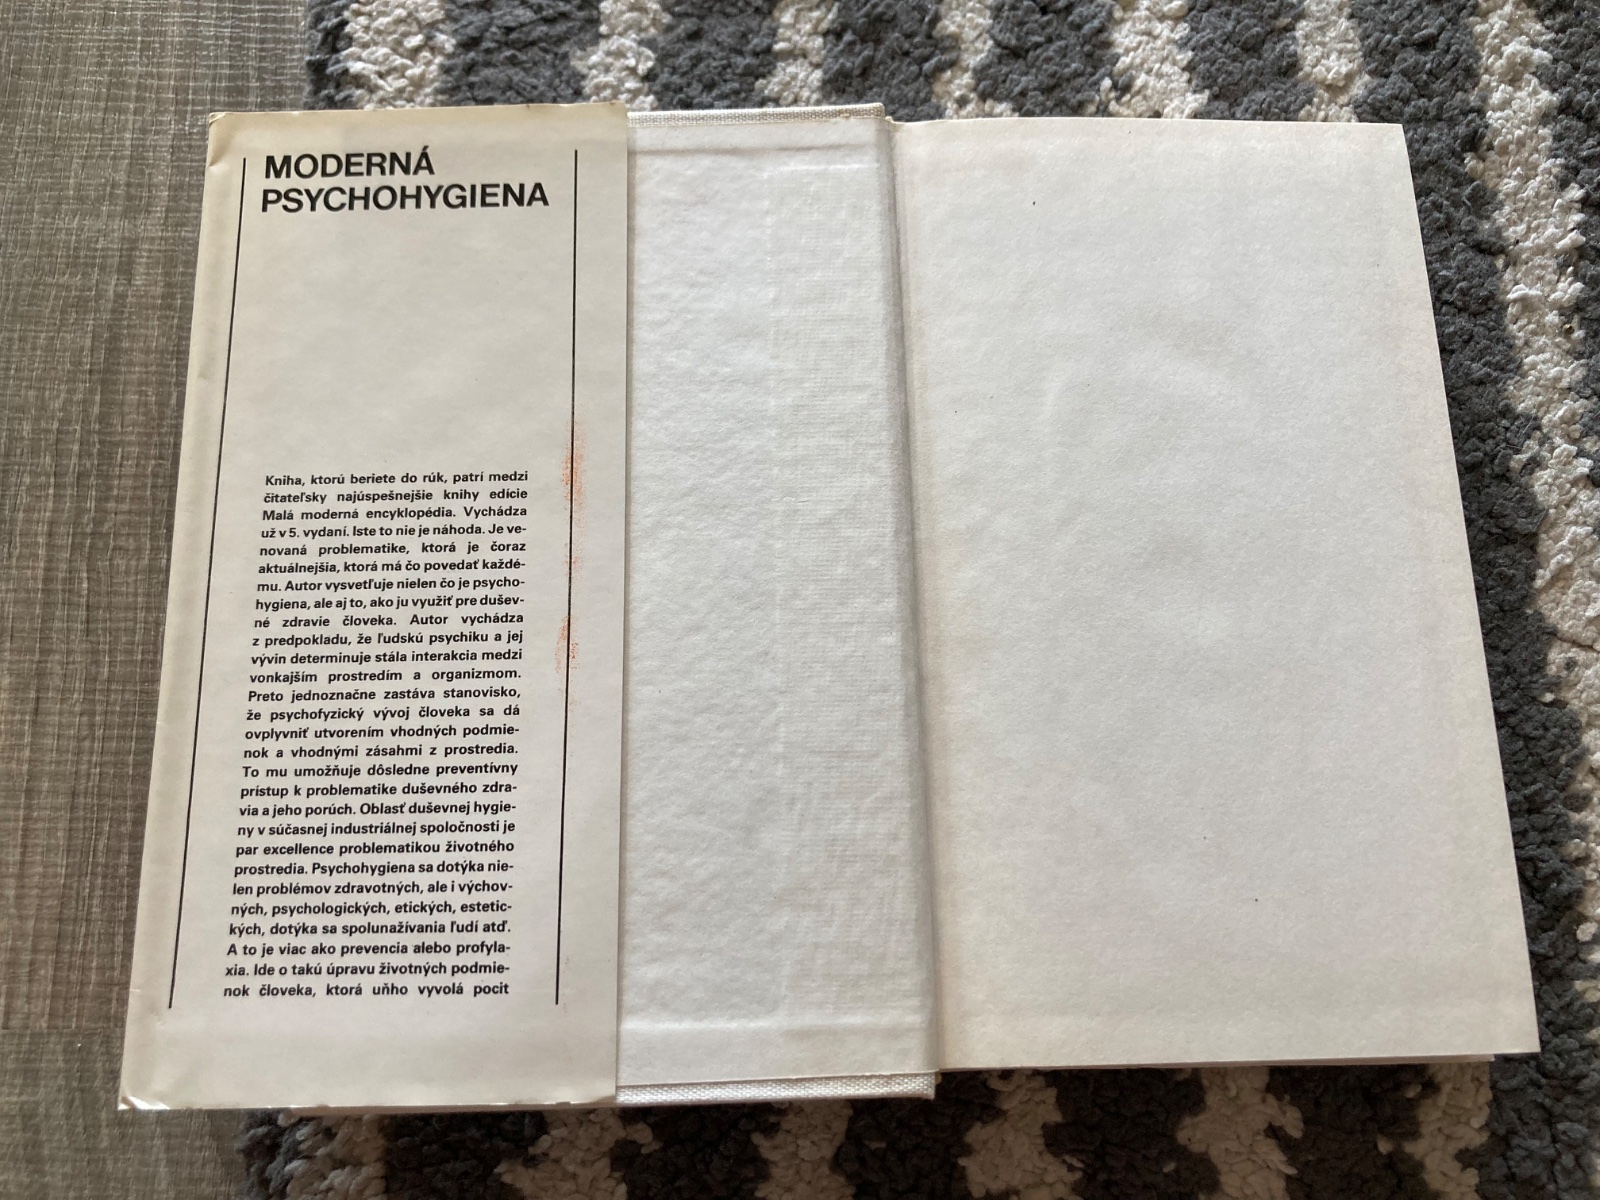 MODERNÁ
PSYCHOHYGIENA
Kniha, ktorú beriete do rúk, patrí medzi
čitateľsky najúspešnejšie knihy edície
Malá moderná encyklopédia. Vychádza
už v 5. vydaní. Iste to nie je náhoda. Je ve-
novaná problematike, ktorá je čoraz
aktuálnejšia, ktorá má čo povedať každé-
mu. Autor vysvetľuje nielen čo je psycho-
hygiena, ale aj to, ako ju využiť pre dušev-
né zdravie človeka. Autor vychádza
z predpokladu, že ľudskú psychiku a jej
vývin determinuje stála interakcia medzi
vonkajším prostredím a organizmom.
Preto jednoznačne zastáva stanovisko,
že psychofyzický vývoj človeka sa dá
ovplyvniť utvorením vhodných podmie-
nok a vhodnými zásahmi z prostredia.
To mu umožňuje dôsledne preventívny
prístup k problematike duševného zdra-
via a jeho porúch. Oblasť duševnej hygie-
ny v súčasnej industriálnej spoločnosti je
par excellence problematikou životného
prostredia. Psychohygiena sa dotýka nie-
len problémov zdravotných, ale i výchov-
ných, psychologických, etických, estetic-
kých, dotýka sa spolunažívania ľudí atď.
A to je viac ako prevencia alebo profyla-
xia. Ide o takú úpravu životných podmie-
nok človeka, ktorá uňho vyvolá pocit